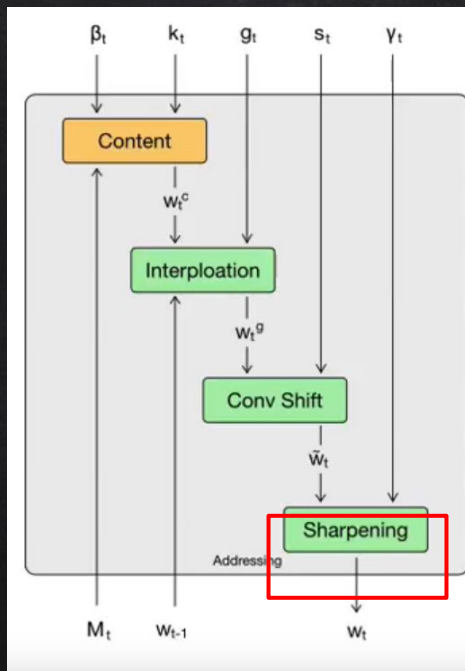 βt kt gt st γt
Content
wtᶜ
Interploation
wtᵍ
Conv Shift
w̃t
Sharpening
Addressing
Mt wt-1 wt